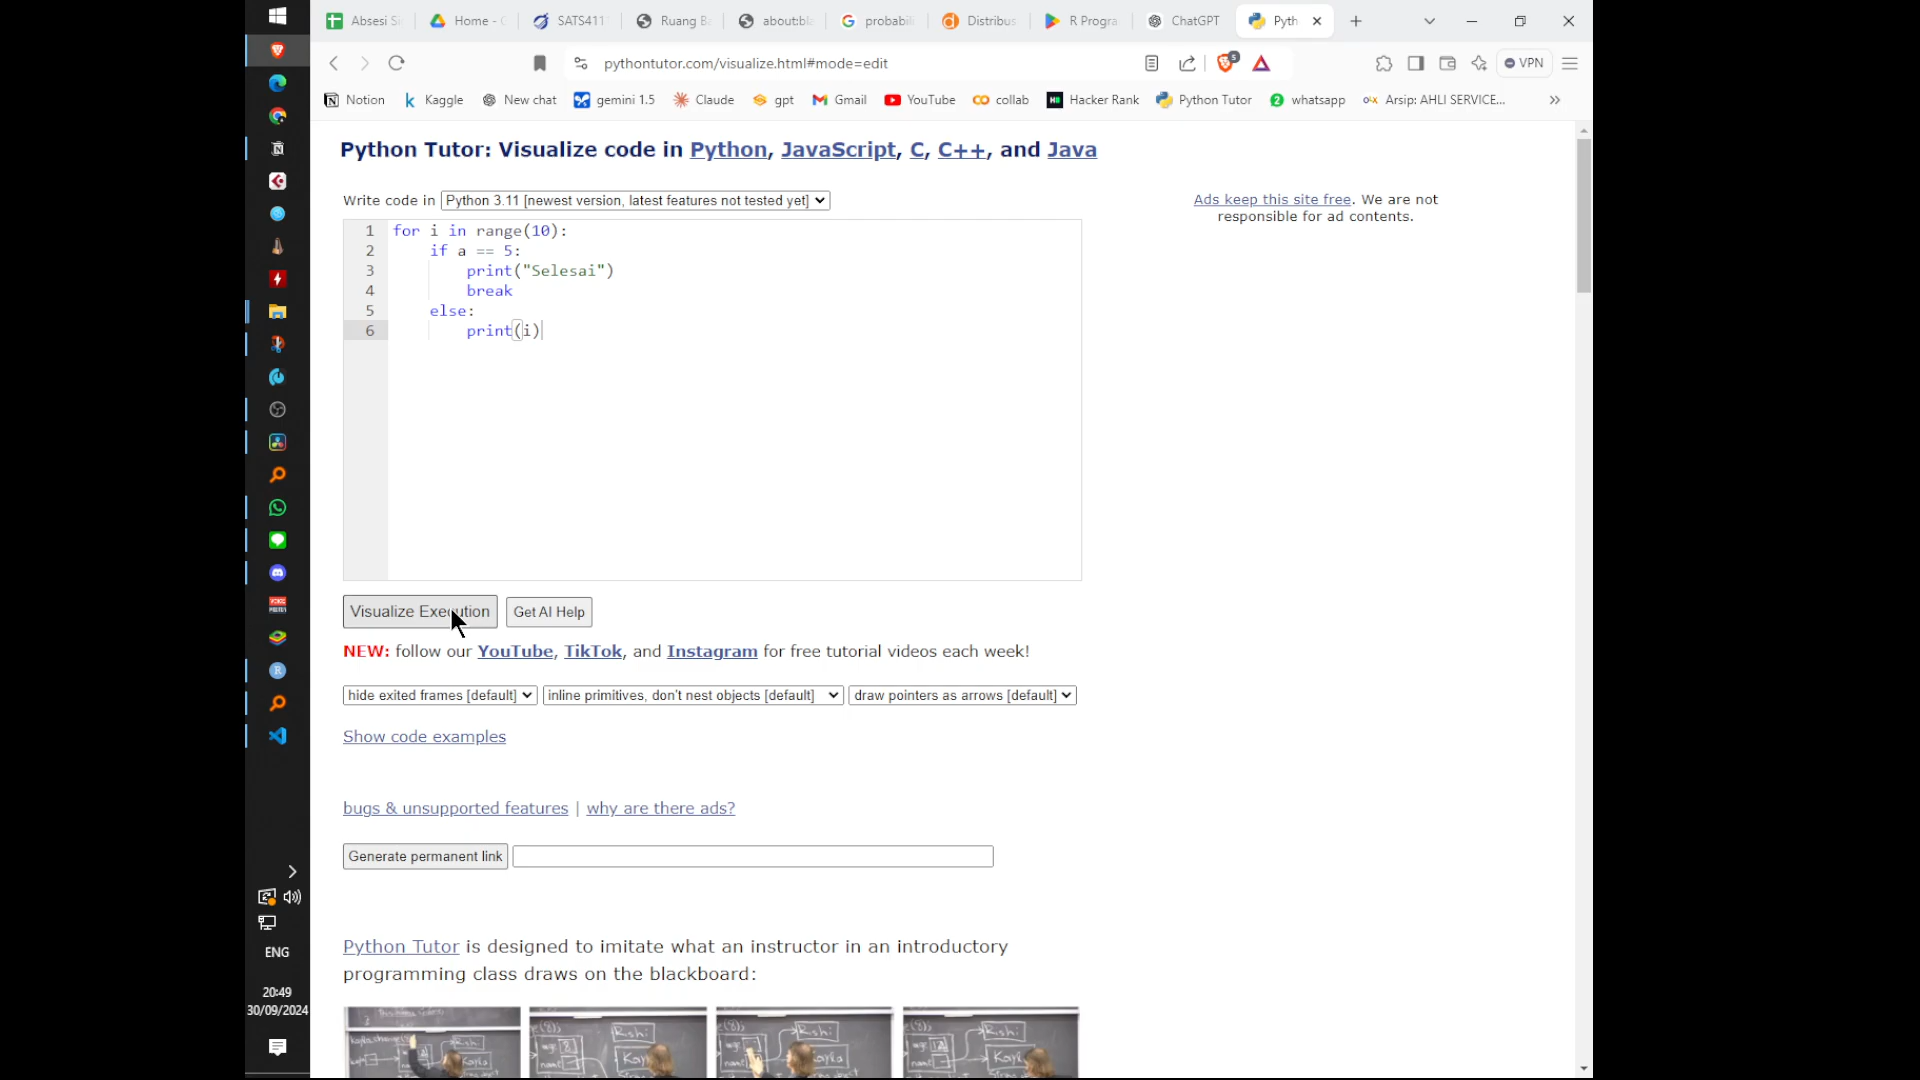 Absesi Si
Home - G
SATS411
Ruang Ba
about:bla
probabili
Distribus
R Progra
ChatGPT
Pyth
pythontutor.com/visualize.html#mode=edit
5
VPN
Notion
Kaggle
New chat
gemini 1.5
Claude
gpt
Gmail
YouTube
collab
Hacker Rank
Python Tutor
2
whatsapp
Arsip: AHLI SERVICE...
Python Tutor: Visualize code in Python, JavaScript, C, C++, and Java
Write code in Python 3.11 [newest version, latest features not tested yet]
Ads keep this site free. We are not
responsible for ad contents.
1 for i in range(10):
2 if a == 5:
3 print("Selesai")
4 break
5 else:
6 print(i)
Visualize Execution
Get AI Help
NEW: follow our YouTube, TikTok, and Instagram for free tutorial videos each week!
hide exited frames [default]
inline primitives, don't nest objects [default]
draw pointers as arrows [default]
Show code examples
bugs & unsupported features | why are there ads?
Generate permanent link
Python Tutor is designed to imitate what an instructor in an introductory
programming class draws on the blackboard:
ENG
20:49
30/09/2024